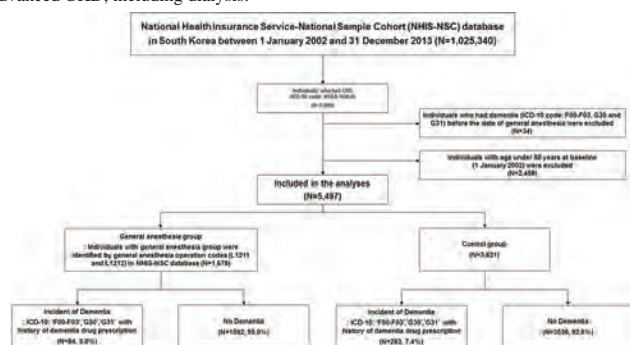 advanced CKD, including dialysis.
National Health Insurance Service-National Sample Cohort (NHIS-NSC) database
in South Korea between 1 January 2002 and 31 December 2013 (N=1,025,340)
Individuals who had dementia (ICD-10 code: F00-F03, G30 and
G31) before the date of general anesthesia were excluded
(N=34)
Individuals with age under 50 years at baseline
(1 January 2002) were excluded
Included in the analyses
(N=5,497)
General anesthesia group
: Individuals with general anesthesia group were
identified by general anesthesia operation codes (L1211
and L1212) in NHIS-NSC database (N=1,676)
Control group
(N=3,821)
Incident of Dementia
: ICD-10: 'F00-F03','G30','G31' with
history of dementia drug prescription
No Dementia
Incident of Dementia
: ICD-10: 'F00-F03','G30','G31' with
history of dementia drug prescription
(N=283, 7.4%)
No Dementia